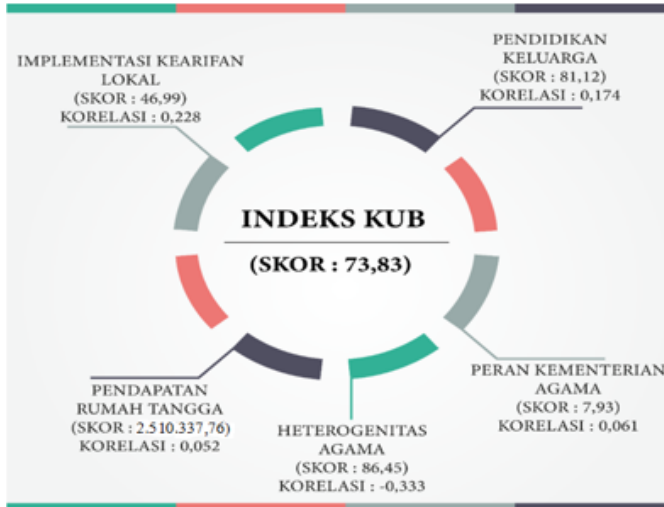 IMPLEMENTASI KEARIFAN
LOKAL
(SKOR : 46,99)
KORELASI : 0,228
PENDIDIKAN
KELUARGA
(SKOR : 81,12)
KORELASI : 0,174
INDEKS KUB
(SKOR : 73,83)
PENDAPATAN
RUMAH TANGGA
(SKOR : 2.510.337,76)
KORELASI : 0,052
HETEROGENITAS
AGAMA
(SKOR : 86,45)
KORELASI : -0,333
PERAN KEMENTERIAN
AGAMA
(SKOR : 7,93)
KORELASI : 0,061